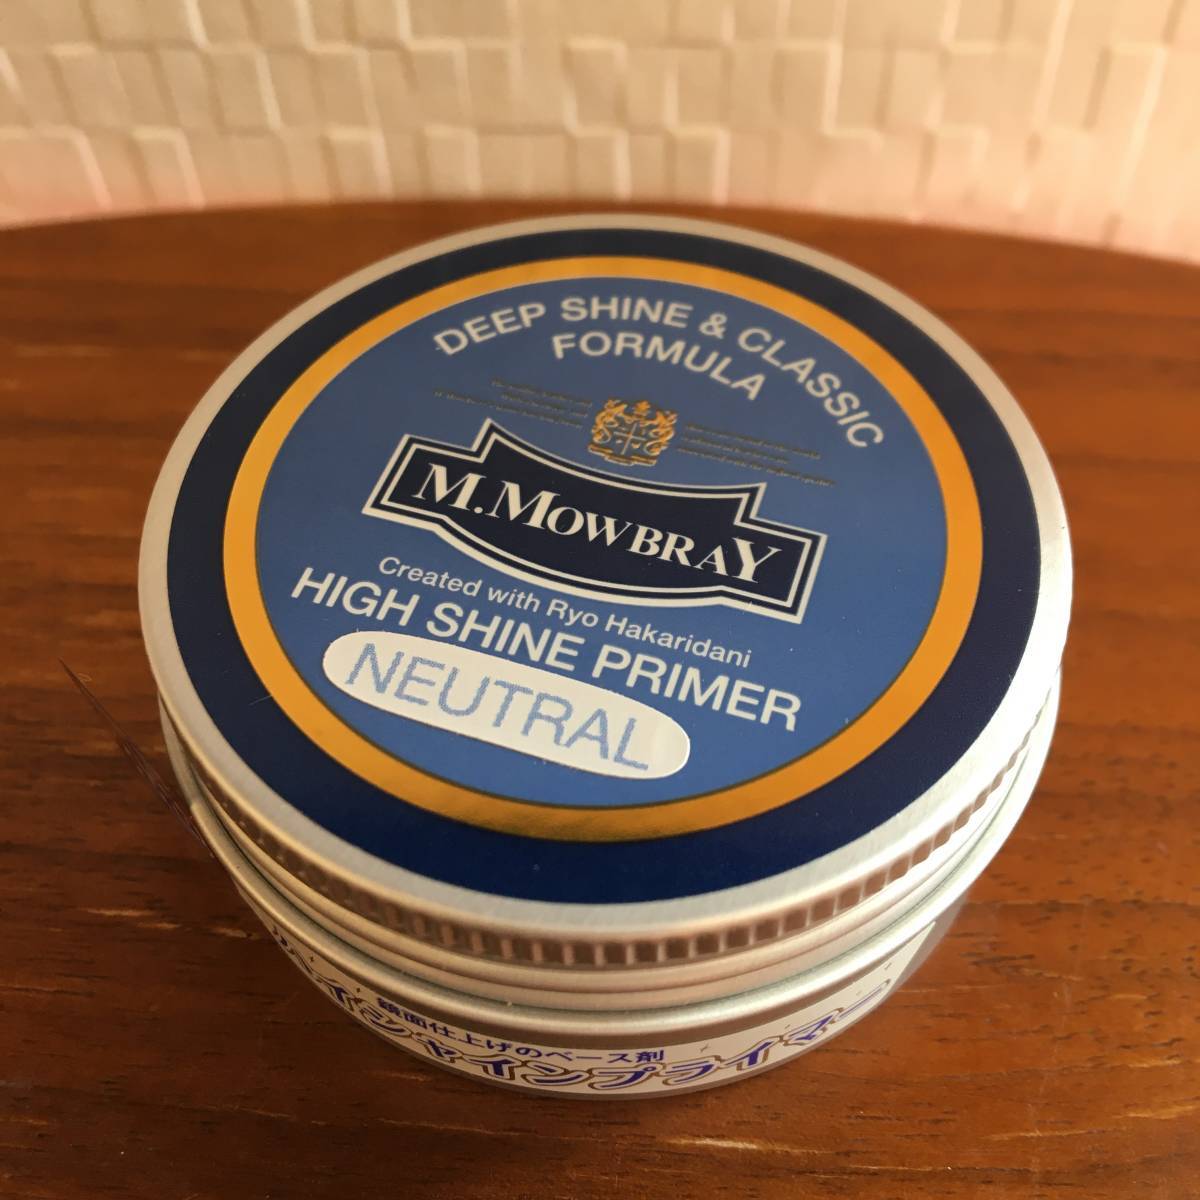 DEEP SHINE & CLASSIC
FORMULA
M.MOWBRAY
Created with Ryo Hakaridani
HIGH SHINE PRIMER
NEUTRAL
鏡面仕上げのベース剤
ハイシャインプライマー